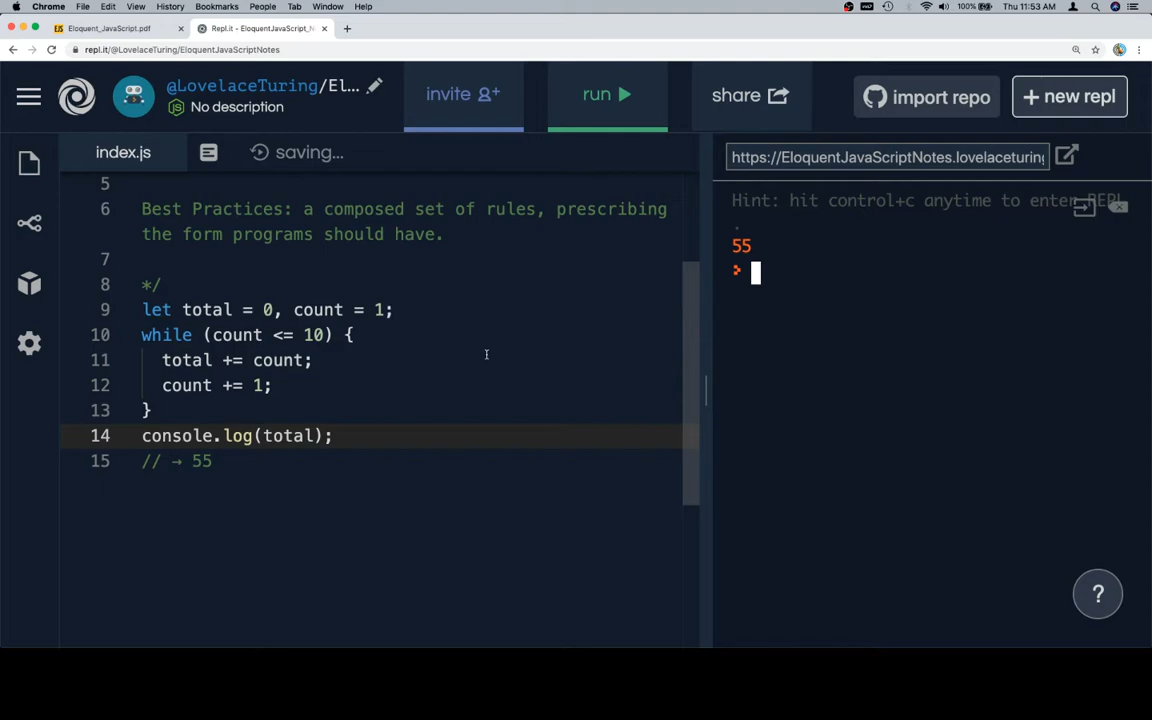 Chrome File Edit View History Bookmarks People Tab Window Help 100% Thu 11:53 AM
Eloquent_JavaScript.pdf Repl.it - EloquentJavaScript_N
repl.it/@LovelaceTuring/EloquentJavaScriptNotes
@LovelaceTuring/El...
No description
invite
run
share
import repo
+ new repl
index.js
saving...
https://EloquentJavaScriptNotes.lovelaceturing
5
6 Best Practices: a composed set of rules, prescribing
the form programs should have.
7
8 */
9 let total = 0, count = 1;
10 while (count <= 10) {
11 total += count;
12 count += 1;
13 }
14 console.log(total);
15 // → 55
Hint: hit control+c anytime to enter REPL
.
55
>
?